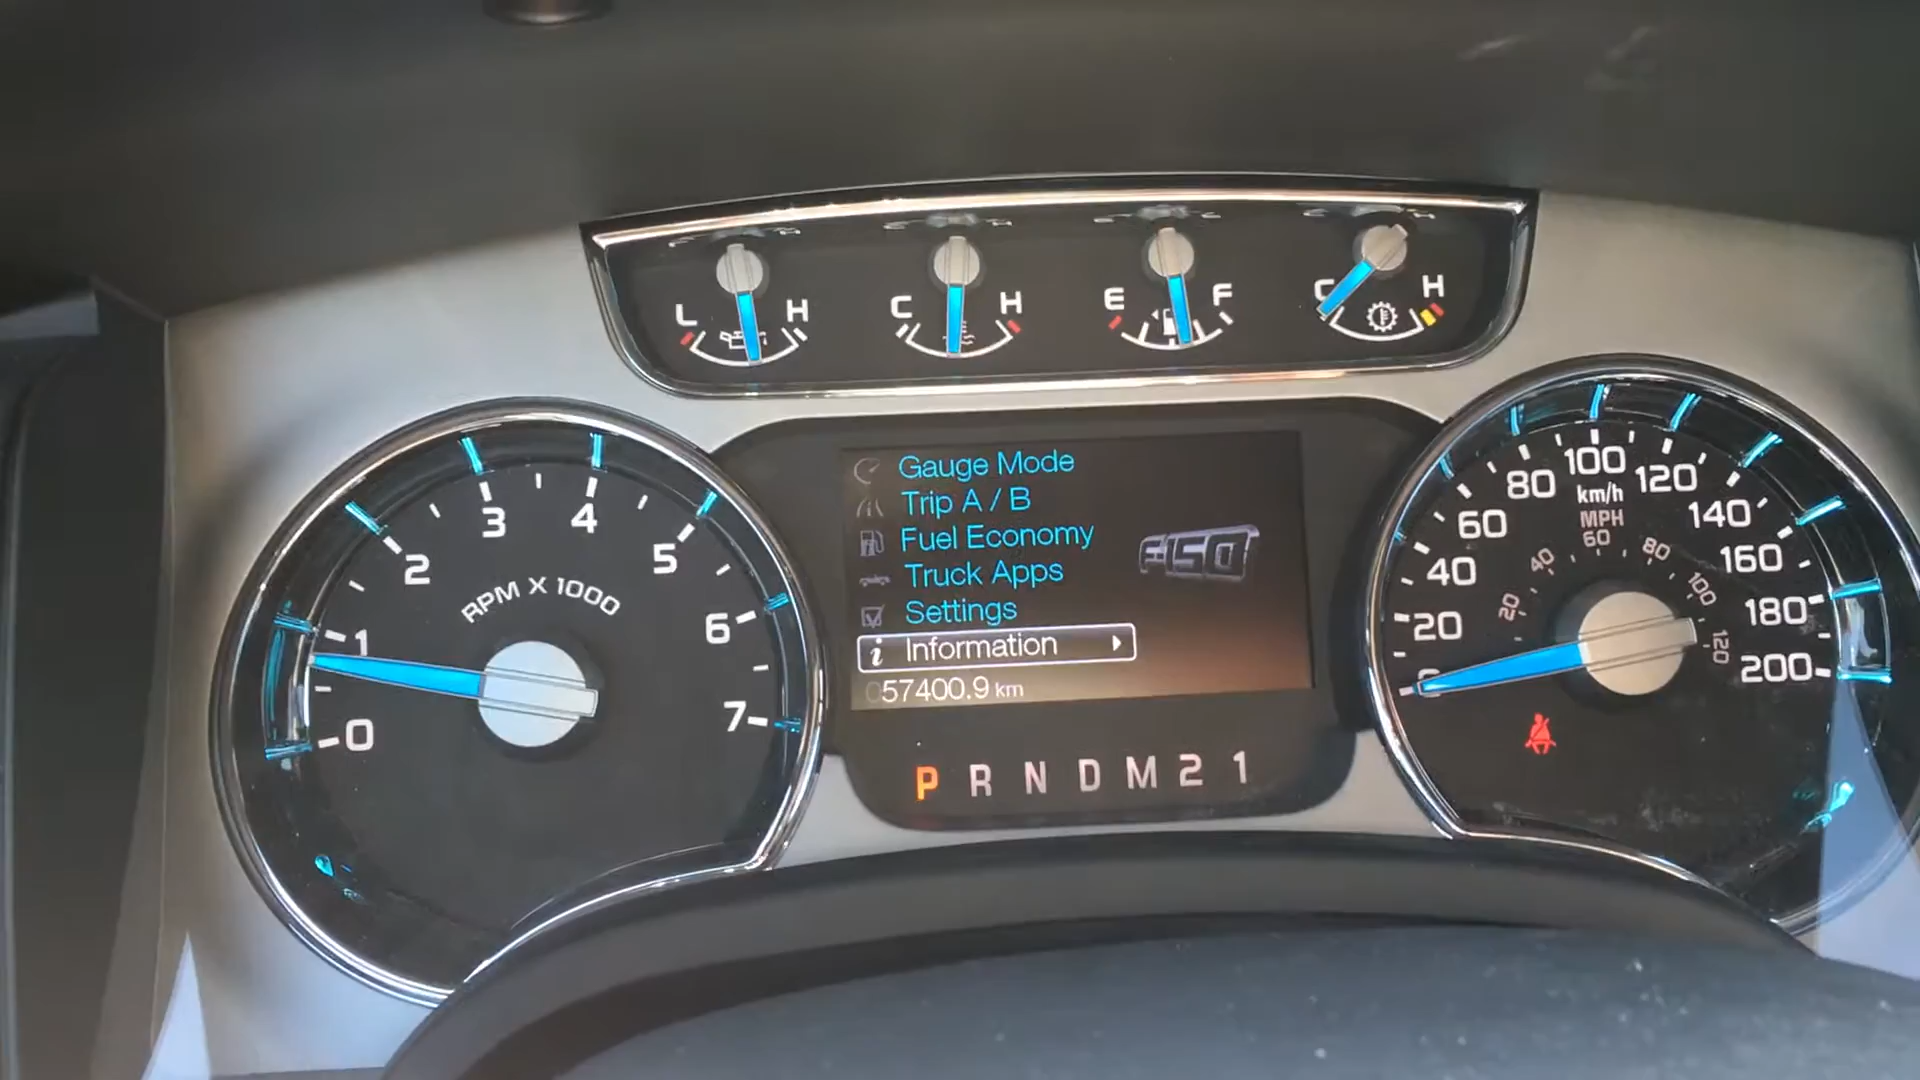 L H
C H
E F
C H
Gauge Mode
Trip A / B
Fuel Economy
Truck Apps
Settings
i Information
057400.9 km
F-150
P R N D M 2 1
0 1 2 3 4 5 6 7
RPM X 1000
20 40 60 80 100 120 140 160 180 200
km/h
MPH
20 40 60 80 100 120